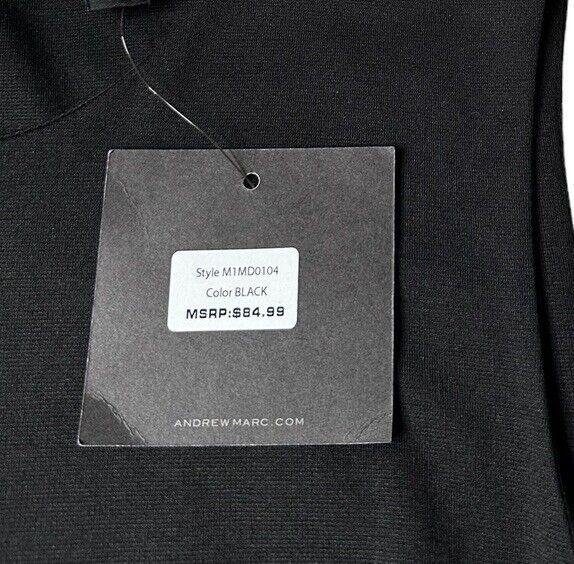 Style M1MD0104
Color BLACK
MSRP:$84.99
ANDREWMARC.COM